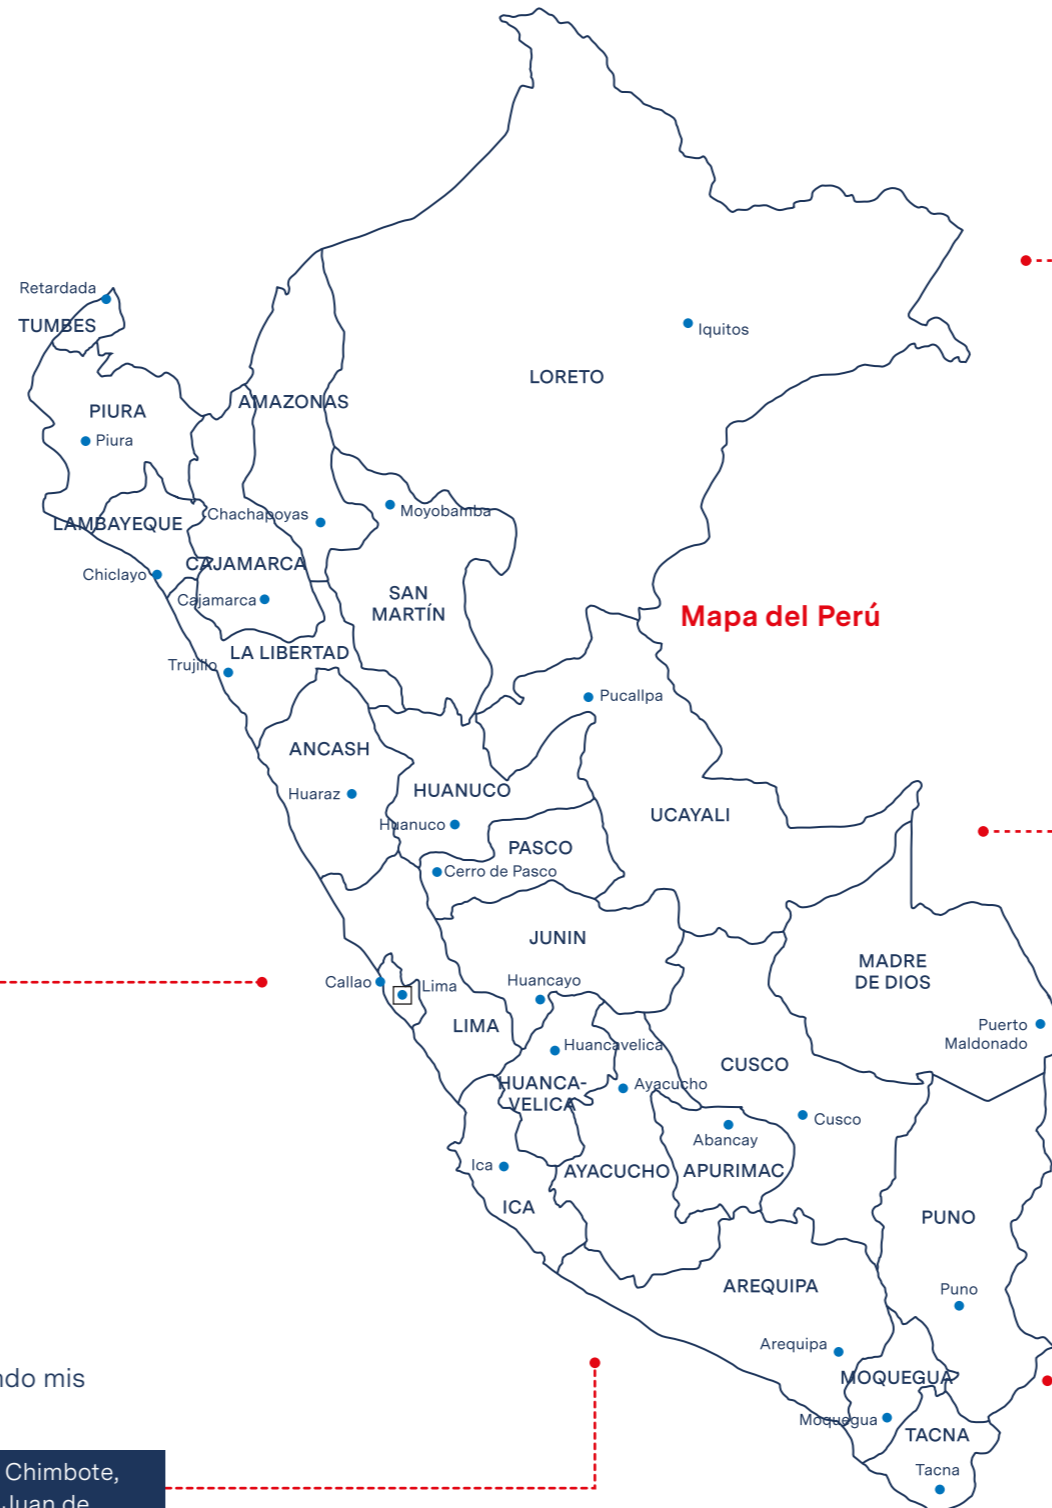 Retardada
TUMBES
Iquitos
LORETO
AMAZONAS
PIURA
Piura
Moyobamba
Chachapoyas
LAMBAYEQUE
CAJAMARCA
Chiclayo
Cajamarca
SAN
MARTÍN
Mapa del Perú
LA LIBERTAD
Trujillo
Pucallpa
ANCASH
Huaraz
HUANUCO
Huanuco
UCAYALI
PASCO
Cerro de Pasco
JUNIN
MADRE
DE DIOS
Callao
Lima
Huancayo
LIMA
Puerto
Maldonado
Huancavelica
CUSCO
HUANCA-
VELICA
Ayacucho
Cusco
Abancay
Ica
AYACUCHO
APURIMAC
ICA
PUNO
AREQUIPA
Puno
Arequipa
MOQUEGUA
Moquegua
TACNA
Tacna
ndo mis
Chimbote,
Juan de